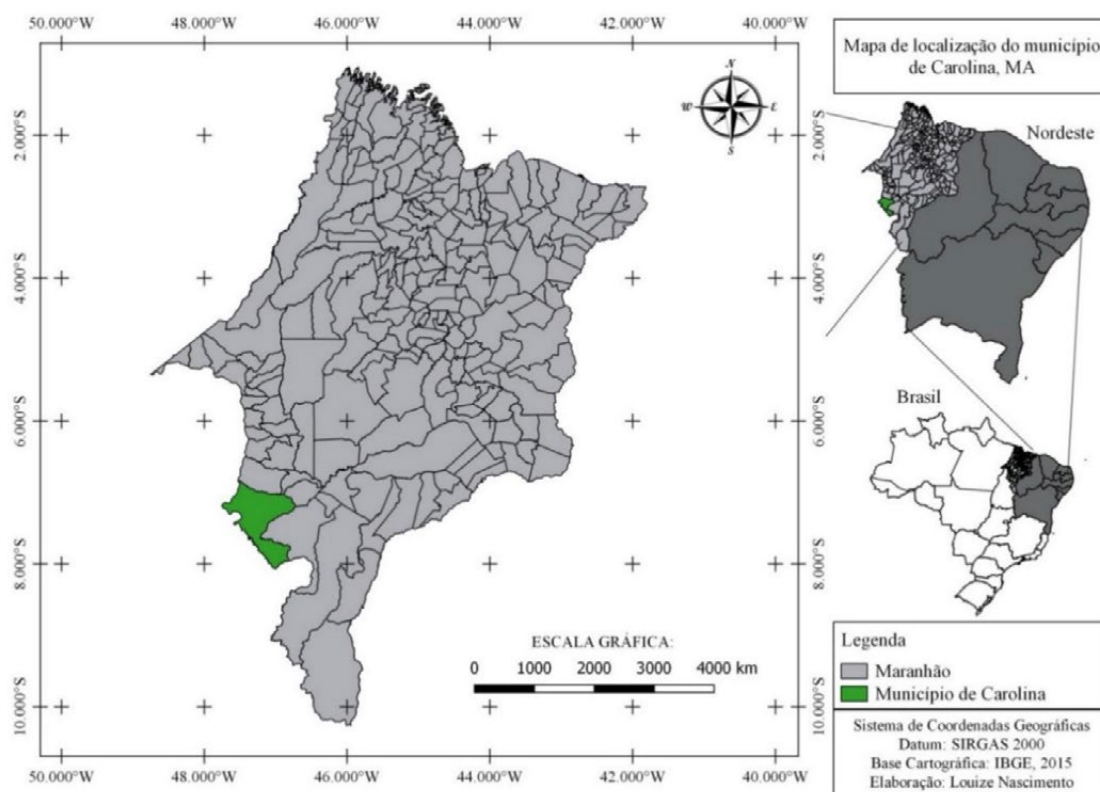 50.000°W 48.000°W 46.000°W 44.000°W 42.000°W 40.000°W
Mapa de localização do município
de Carolina, MA
N
W E
S
Nordeste
2.000°S 2.000°S
4.000°S 4.000°S
6.000°S 6.000°S
8.000°S 8.000°S
10.000°S 10.000°S
Brasil
ESCALA GRÁFICA:
0 1000 2000 3000 4000 km
Legenda
Maranhão
Município de Carolina
Sistema de Coordenadas Geográficas
Datum: SIRGAS 2000
Base Cartográfica: IBGE, 2015
Elaboração: Louize Nascimento
50.000°W 48.000°W 46.000°W 44.000°W 42.000°W 40.000°W